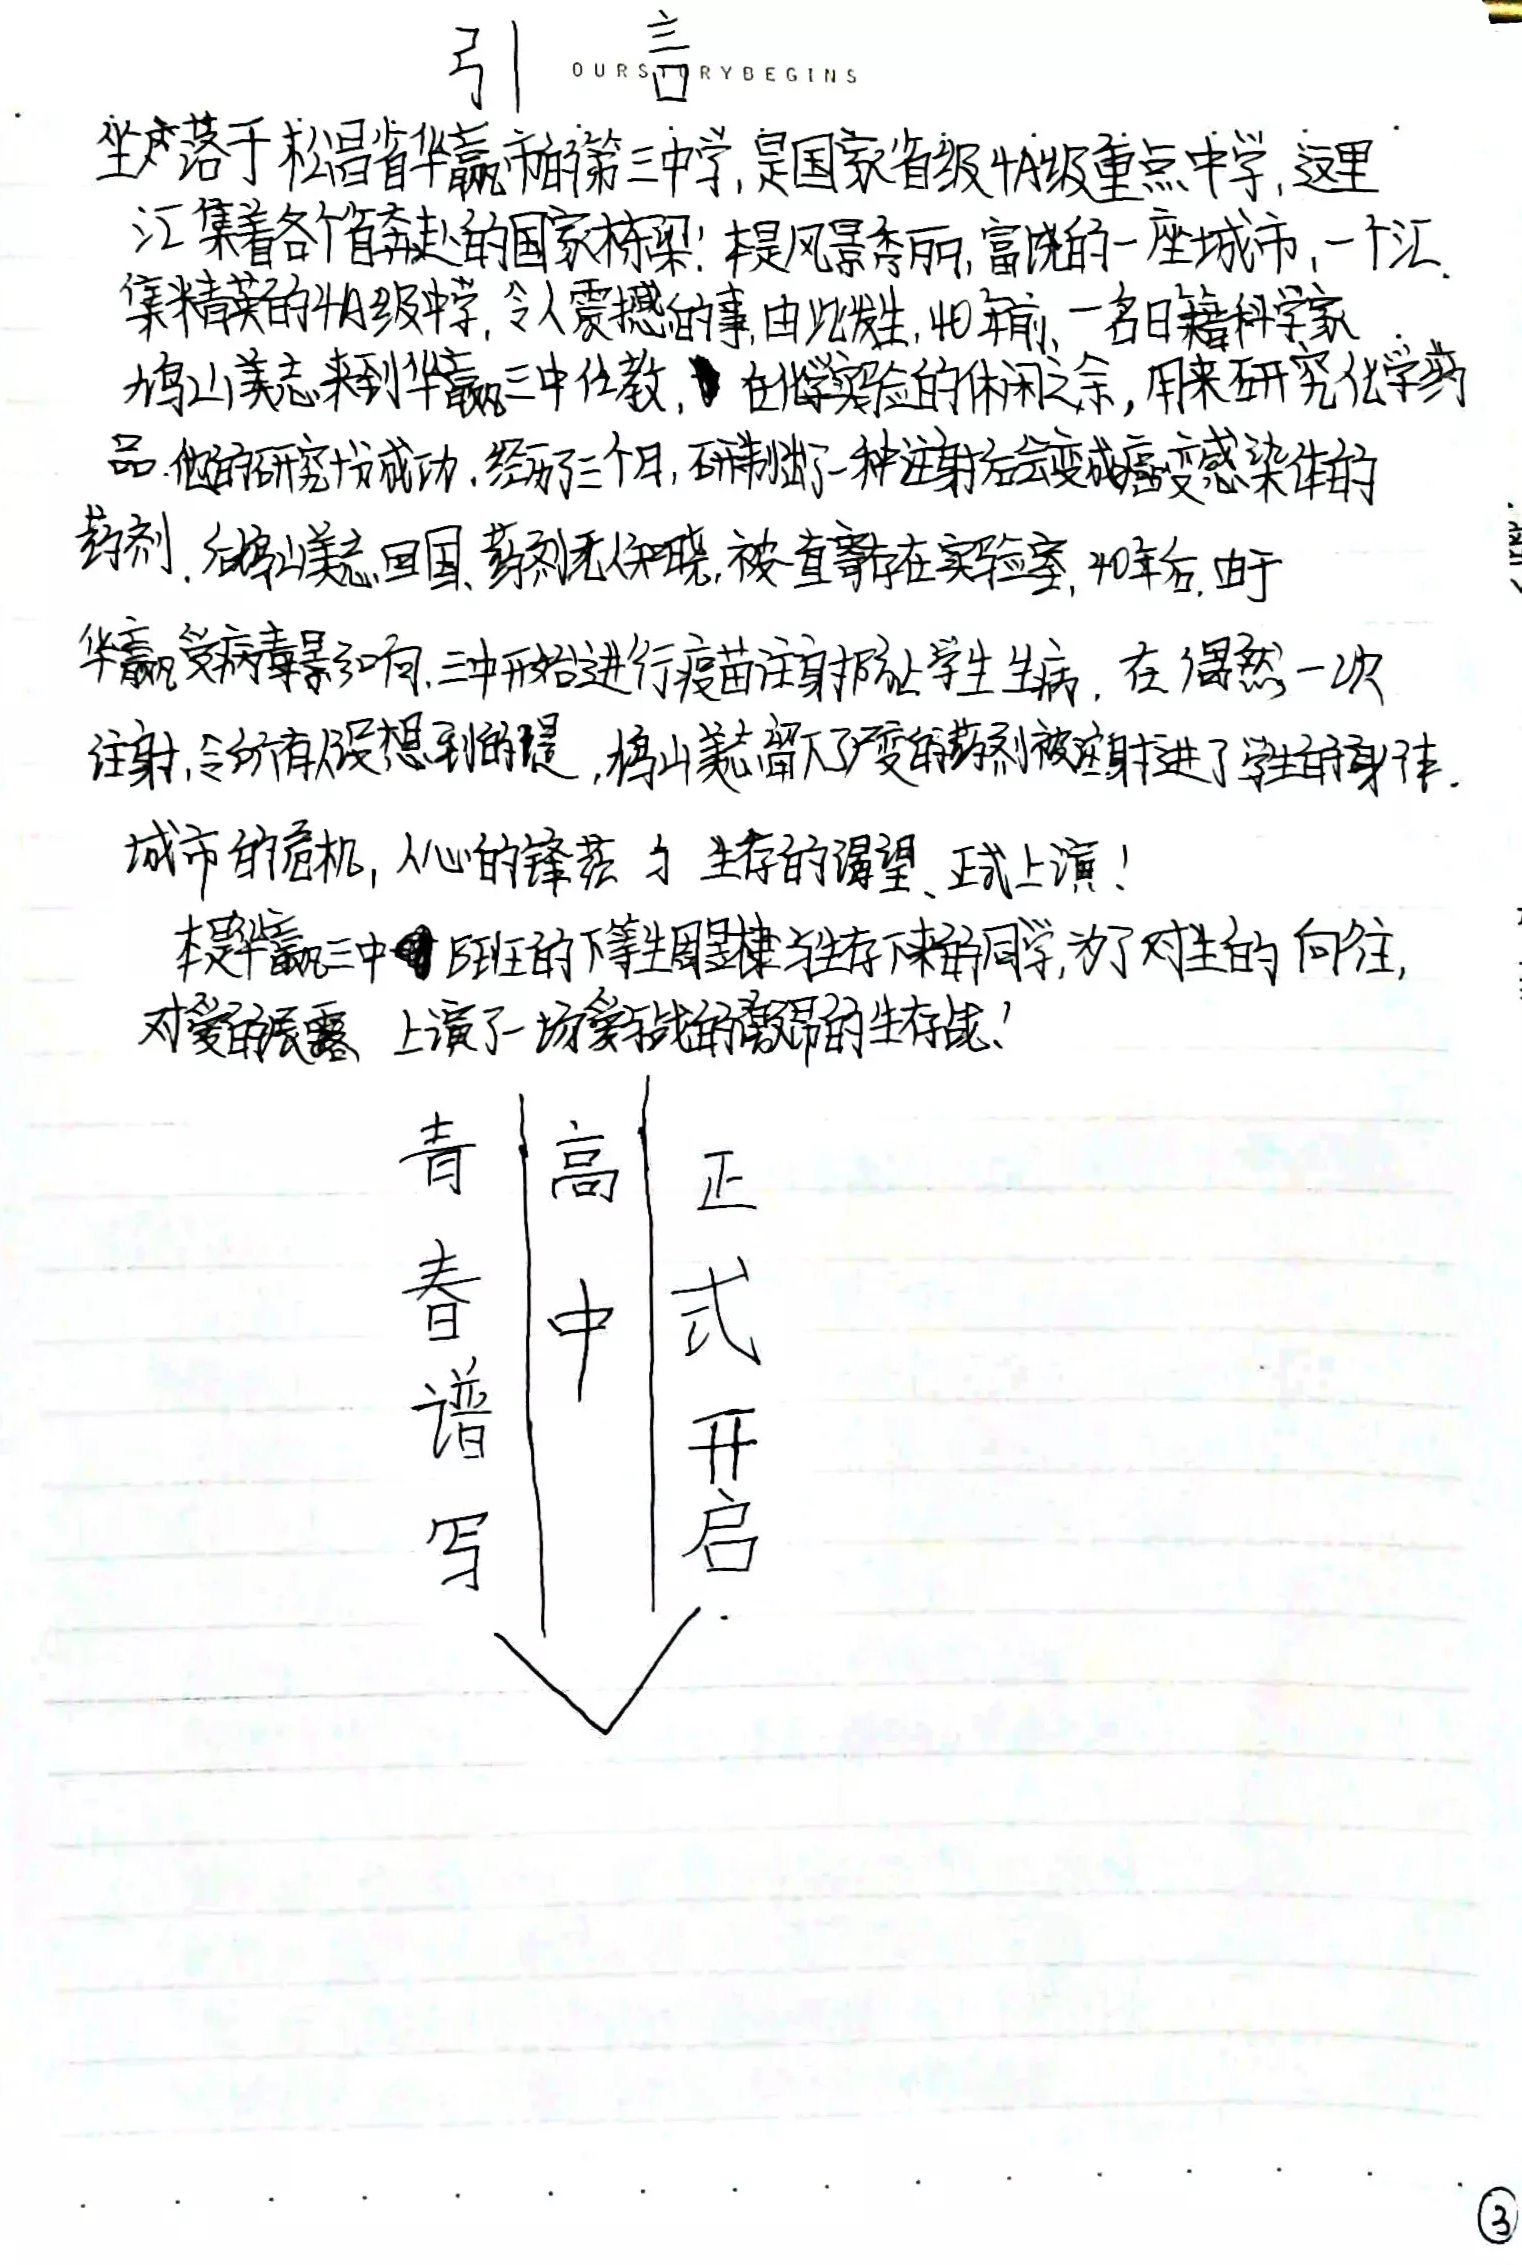 引言
OURSTORYBEGINS
坐落于松昌省华赢市的第三中学,是国家省级4A级重点中学,这里
汇集着各个省奔赴的国家栋梁!本是风景秀丽,富饶的一座城市,一个汇
集精英的4A级中学,令人震撼的事,由此发生,40年前,一名日籍科学家
鸠山美志来到华赢三中任教,在化学实验的休闲之余,用来研究化学药
品.他的研究十分成功.经历了三个月,研制出了一种注射后会变成癌变感染体的
药剂.后鸠山美志回国、药剂无人知晓,被一直寄存在实验室,40年后.由于
华赢受病毒影响,三中开始进行疫苗注射防止学生生病,在偶然一次
注射,令所有人没想到的是,鸠山美志留下了产变的药剂被注射进了学生的身体.
城市的危机,人心的锋芒与生存的渴望、正式上演!
本是华赢三中5班的下等生周昱棣与生存下来的同学,为了对生的向往,
对爱的展露、上演了一场爱与战的激昂的生存战!
青春谱写
高中
正式开启.
3